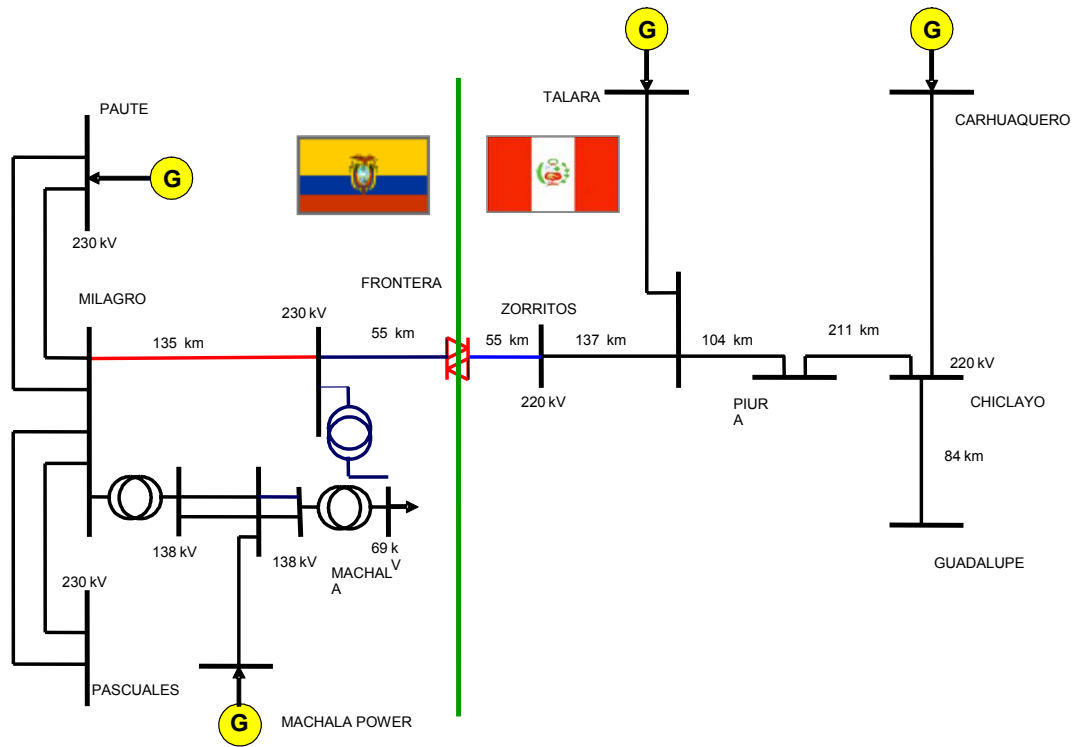 G
G
TALARA
PAUTE
CARHUAQUERO
G
230 kV
FRONTERA
MILAGRO
230 kV
ZORRITOS
135 km
55 km
55 km
137 km
104 km
211 km
220 kV
220 kV
PIUR
A
CHICLAYO
84 km
138 kV
138 kV
69 k
V
MACHAL
A
230 kV
GUADALUPE
PASCUALES
G
MACHALA POWER